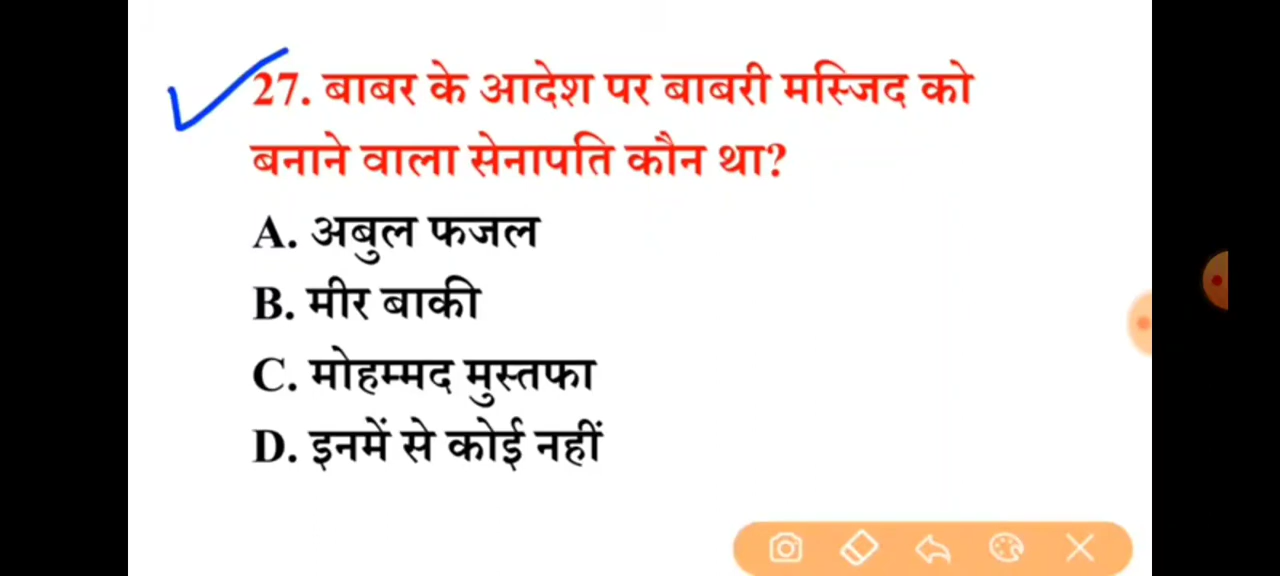 27. बाबर के आदेश पर बाबरी मस्जिद को
बनाने वाला सेनापति कौन था?
A. अबुल फजल
B. मीर बाकी
C. मोहम्मद मुस्तफा
D. इनमें से कोई नहीं